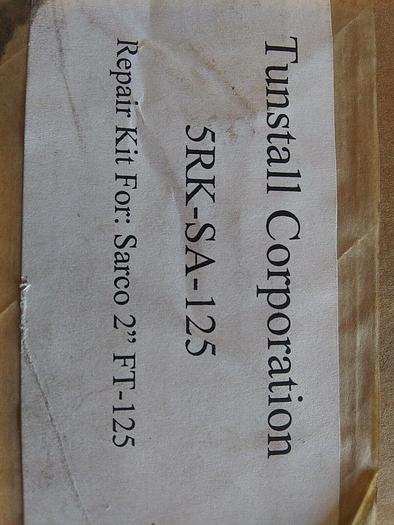 Tunstall Corporation
5RK-SA-125
Repair Kit For: Sarco 2” FT-125